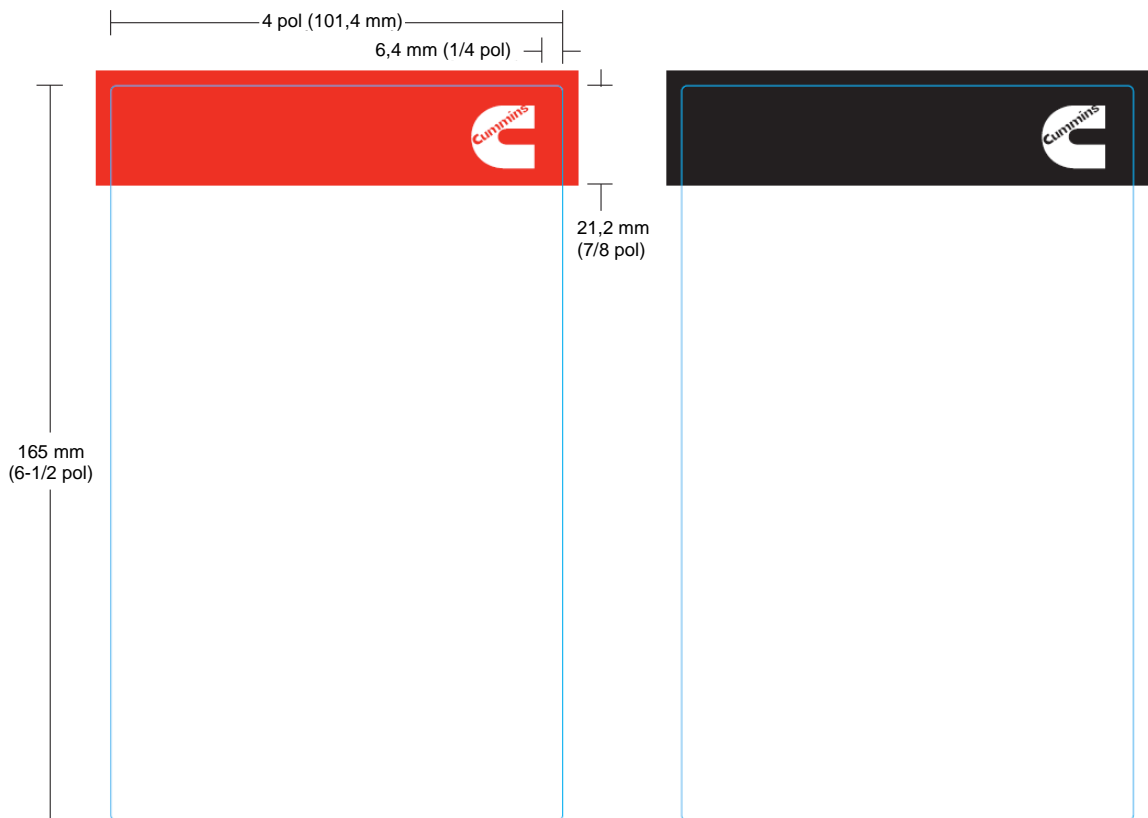 4 pol (101,4 mm)
6,4 mm (1/4 pol)
Cummins
Cummins
21,2 mm
(7/8 pol)
165 mm
(6-1/2 pol)